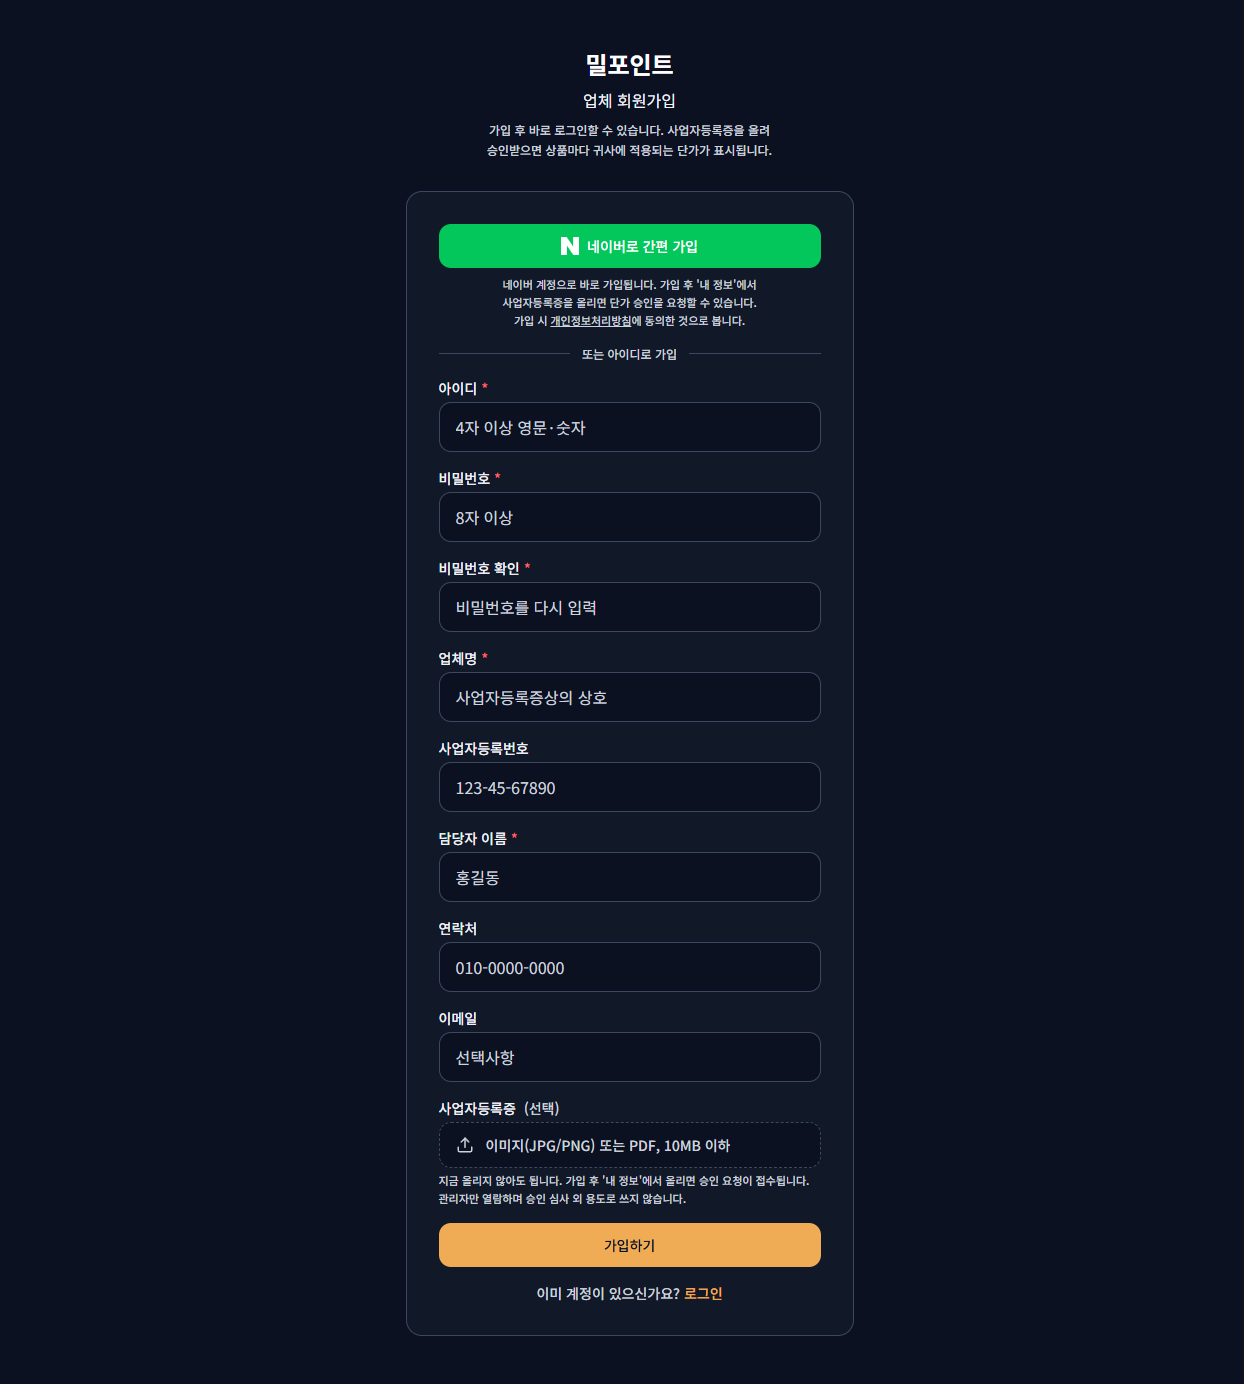 밀포인트
업체 회원가입
가입 후 바로 로그인할 수 있습니다. 사업자등록증을 올려
승인받으면 상품마다 귀사에 적용되는 단가가 표시됩니다.
N 네이버로 간편 가입
네이버 계정으로 바로 가입됩니다. 가입 후 '내 정보'에서
사업자등록증을 올리면 단가 승인을 요청할 수 있습니다.
가입 시 개인정보처리방침에 동의한 것으로 봅니다.
또는 아이디로 가입
아이디 *
4자 이상 영문·숫자
비밀번호 *
8자 이상
비밀번호 확인 *
비밀번호를 다시 입력
업체명 *
사업자등록증상의 상호
사업자등록번호
123-45-67890
담당자 이름 *
홍길동
연락처
010-0000-0000
이메일
선택사항
사업자등록증 (선택)
이미지(JPG/PNG) 또는 PDF, 10MB 이하
지금 올리지 않아도 됩니다. 가입 후 '내 정보'에서 올리면 승인 요청이 접수됩니다.
관리자만 열람하며 승인 심사 외 용도로 쓰지 않습니다.
가입하기
이미 계정이 있으신가요? 로그인